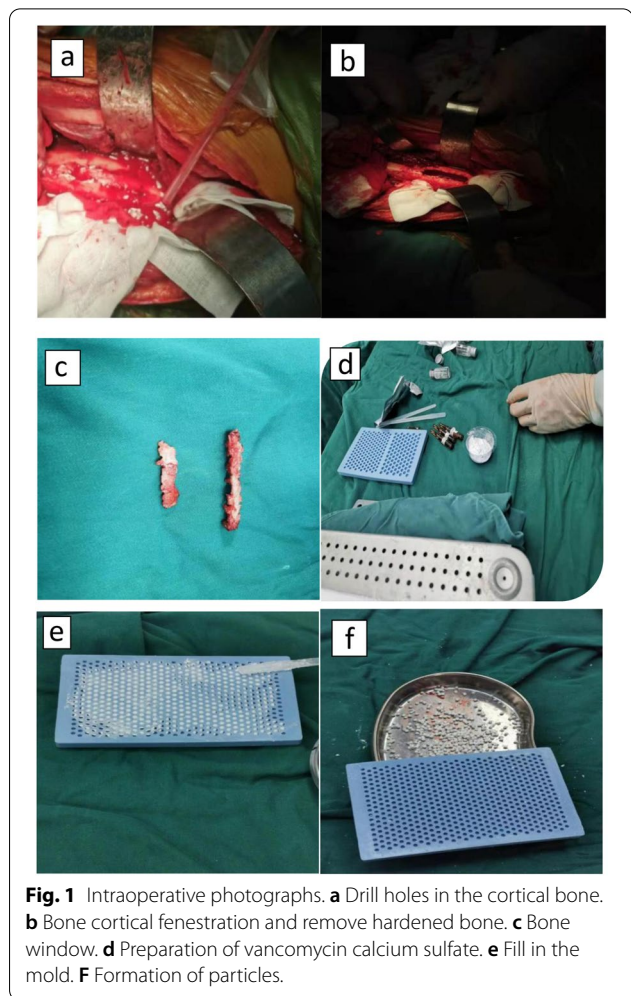 a
b
c
d
e
f
Fig. 1 Intraoperative photographs. a Drill holes in the cortical bone.
b Bone cortical fenestration and remove hardened bone. c Bone
window. d Preparation of vancomycin calcium sulfate. e Fill in the
mold. F Formation of particles.